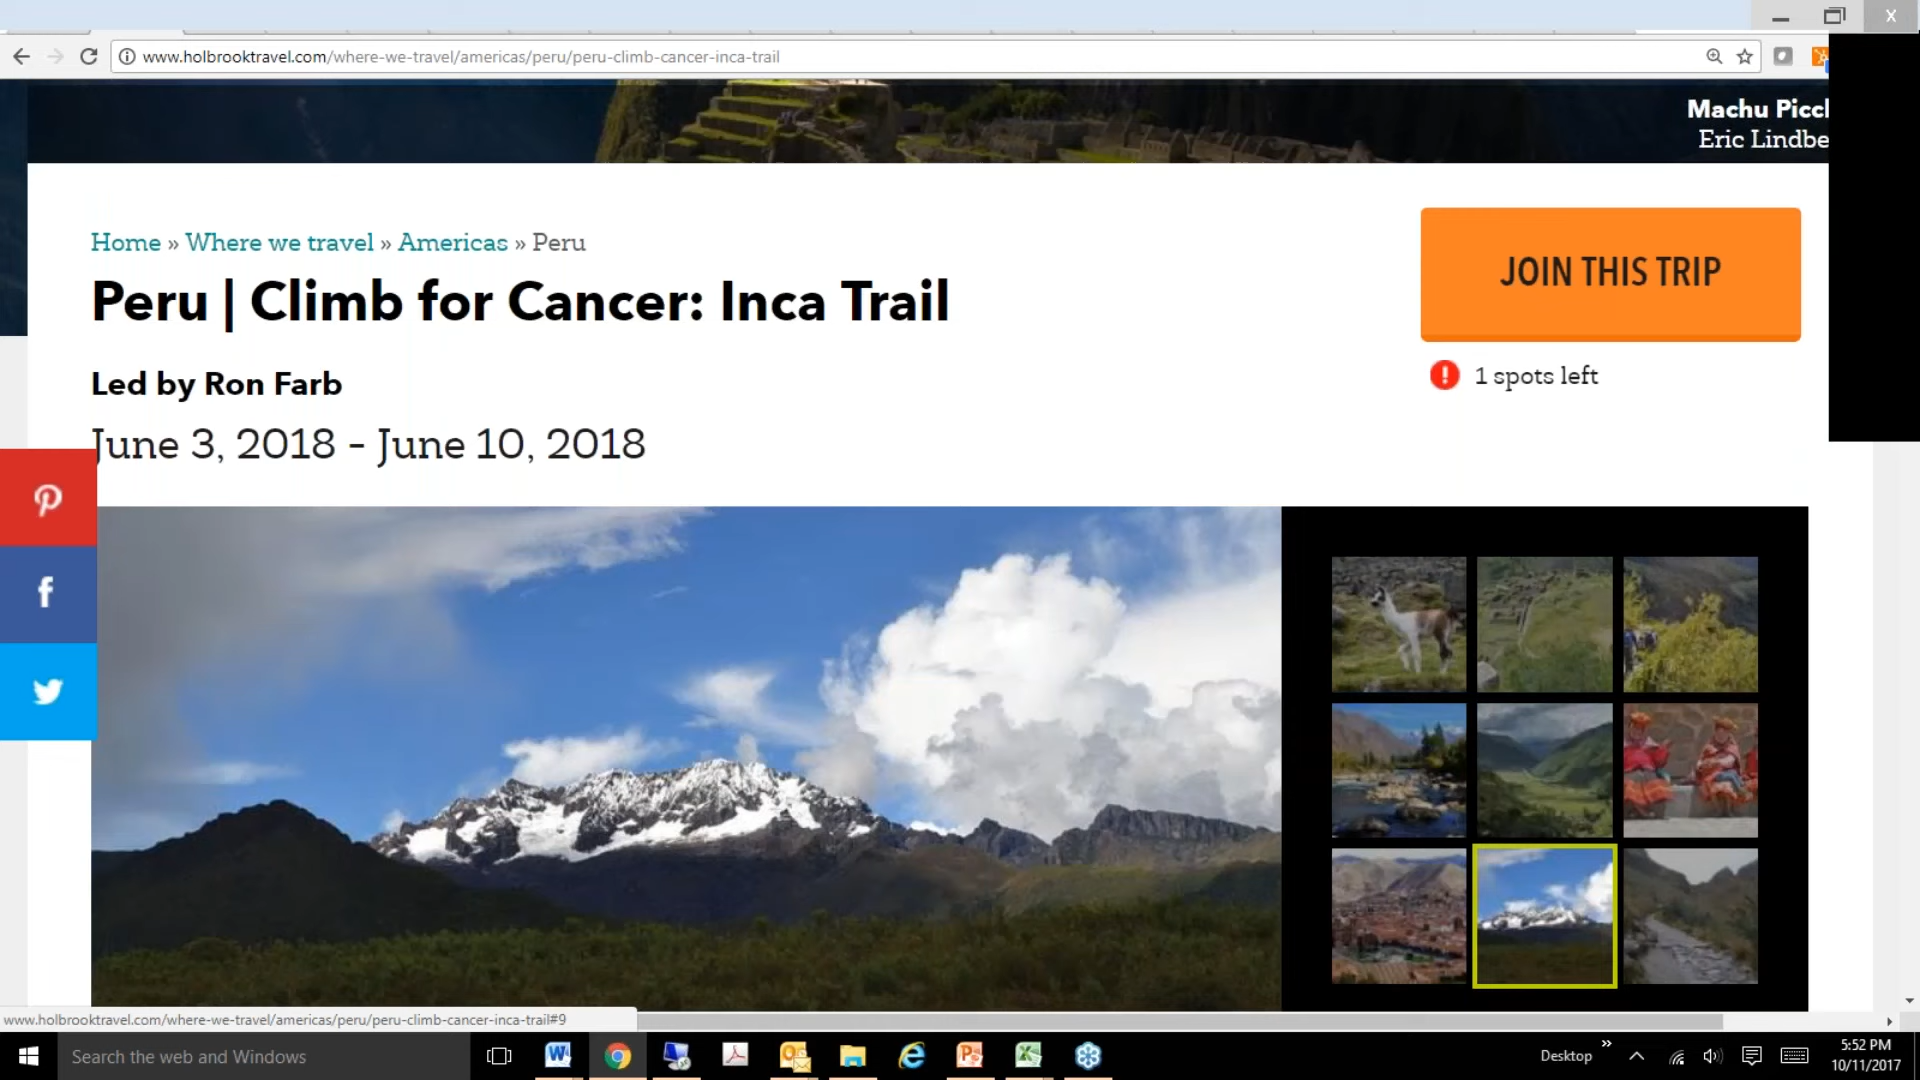 X
www.holbrooktravel.com/where-we-travel/americas/peru/peru-climb-cancer-inca-trail
Machu Picc
Eric Lindbe
Home » Where we travel » Americas » Peru
JOIN THIS TRIP
Peru | Climb for Cancer: Inca Trail
1 spots left
Led by Ron Farb
June 3, 2018 - June 10, 2018
www.holbrooktravel.com/where-we-travel/americas/peru/peru-climb-cancer-inca-trail#9
Search the web and Windows
Desktop
5:52 PM
10/11/2017